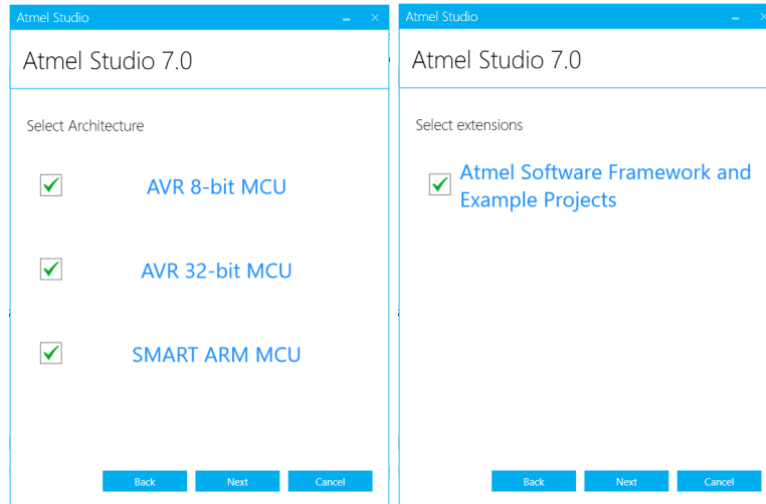 Atmel Studio
Atmel Studio 7.0
Select Architecture
AVR 8-bit MCU
AVR 32-bit MCU
SMART ARM MCU
Back
Next
Cancel
Atmel Studio
Atmel Studio 7.0
Select extensions
Atmel Software Framework and
Example Projects
Back
Next
Cancel